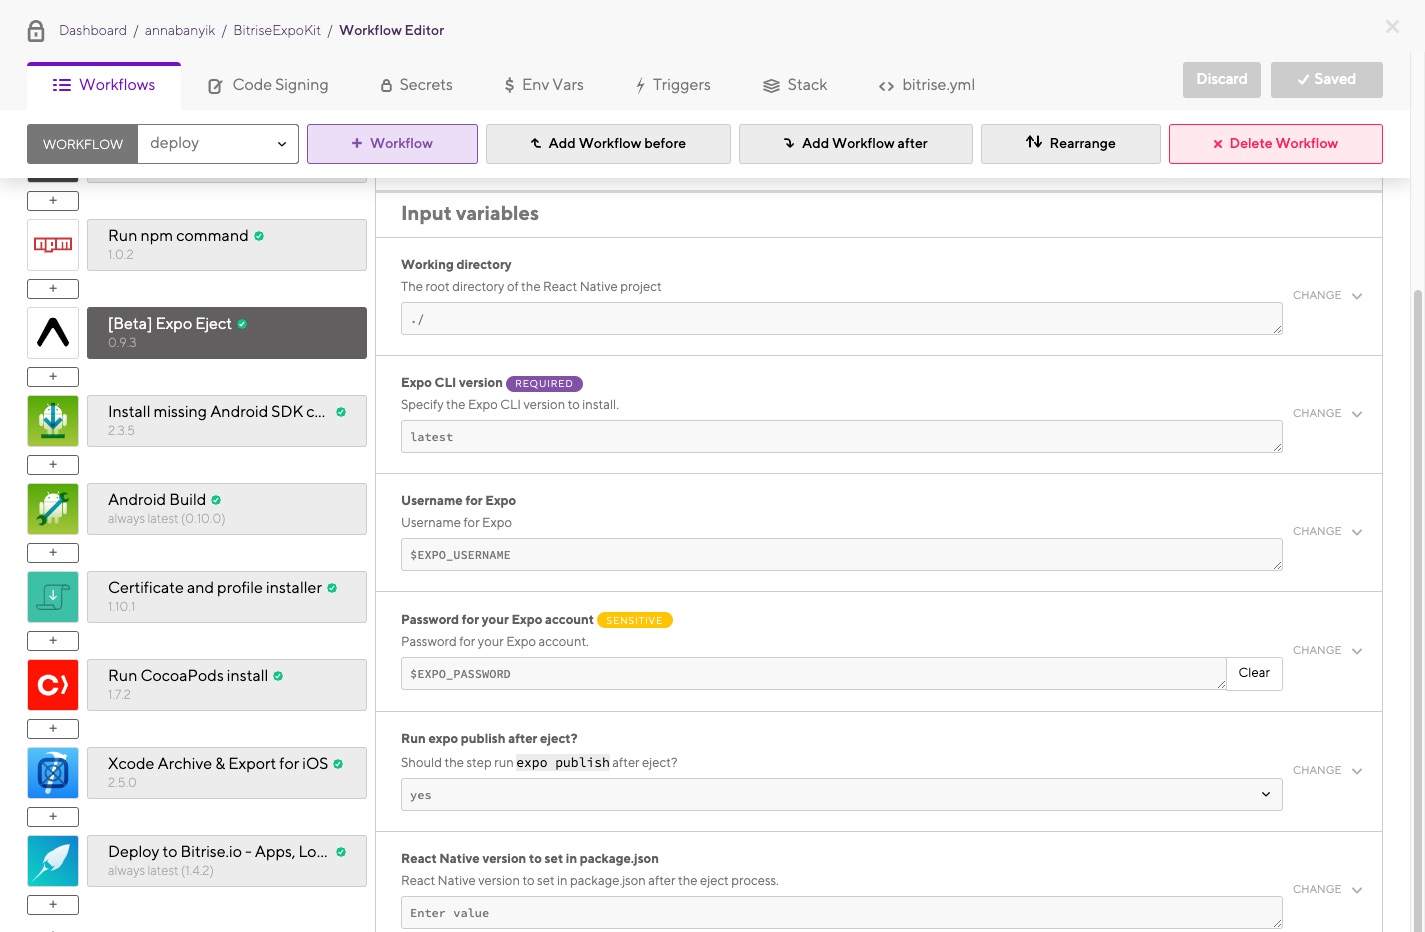 Dashboard / annabanyik / BitriseExpoKit / Workflow Editor
Workflows
Code Signing
Secrets
$ Env Vars
Triggers
Stack
<> bitrise.yml
Discard
Saved
WORKFLOW
deploy
+ Workflow
Add Workflow before
Add Workflow after
Rearrange
× Delete Workflow
+
npm
Run npm command
1.0.2
+
[Beta] Expo Eject
0.9.3
+
Install missing Android SDK c...
2.3.5
+
Android Build
always latest (0.10.0)
+
Certificate and profile installer
1.10.1
+
Run CocoaPods install
1.7.2
+
Xcode Archive & Export for iOS
2.5.0
+
Deploy to Bitrise.io - Apps, Lo...
always latest (1.4.2)
+
Input variables
Working directory
The root directory of the React Native project
./
CHANGE
Expo CLI version REQUIRED
Specify the Expo CLI version to install.
latest
CHANGE
Username for Expo
Username for Expo
$EXPO_USERNAME
CHANGE
Password for your Expo account SENSITIVE
Password for your Expo account.
$EXPO_PASSWORD
Clear
CHANGE
Run expo publish after eject?
Should the step run expo publish after eject?
yes
CHANGE
React Native version to set in package.json
React Native version to set in package.json after the eject process.
Enter value
CHANGE